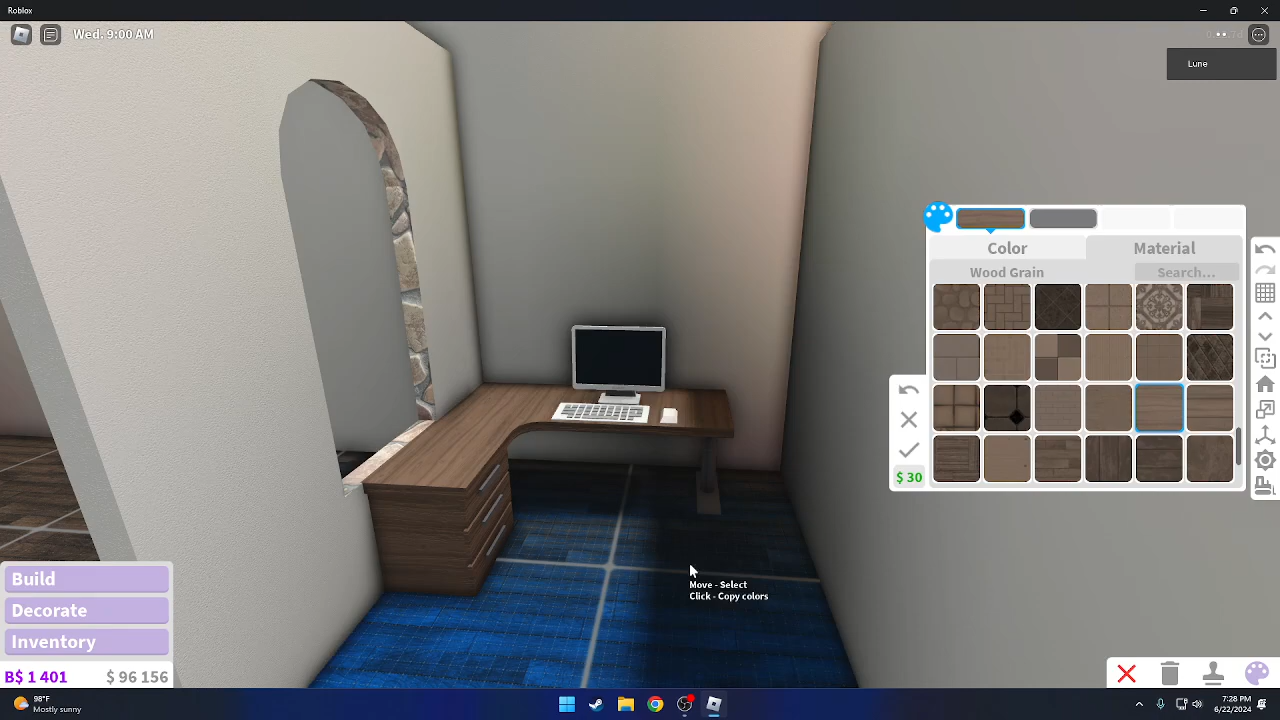 Roblox
Wed. 9:00 AM
Lune
Color
Material
Wood Grain
Search...
$ 30
Move - Select
Click - Copy colors
Build
Decorate
Inventory
B$ 1 401
$ 96 156
98°F
Mostly sunny
7:28 PM
6/22/2024